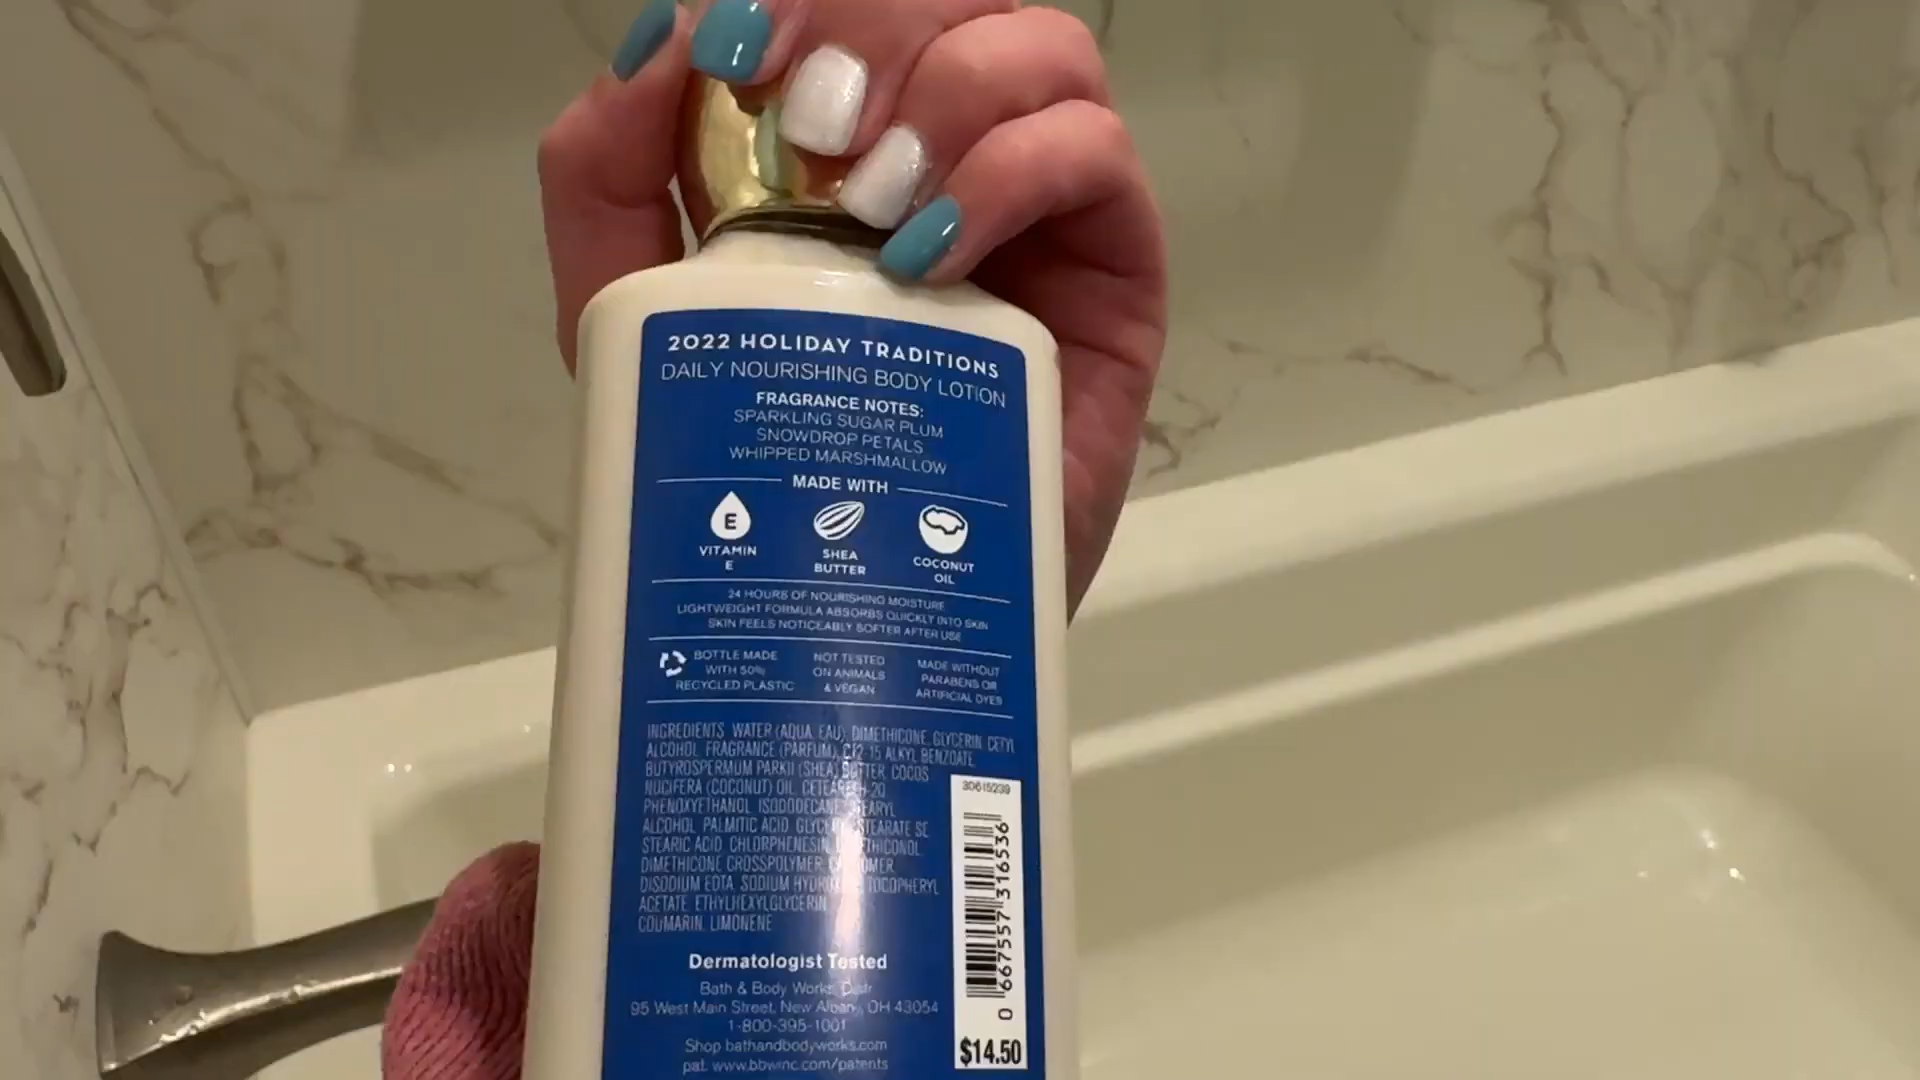 2022 HOLIDAY TRADITIONS
DAILY NOURISHING BODY LOTION
FRAGRANCE NOTES:
SPARKLING SUGAR PLUM
SNOWDROP PETALS
WHIPPED MARSHMALLOW
MADE WITH
E
VITAMIN
E
SHEA
BUTTER
COCONUT
OIL
24 HOURS OF NOURISHING MOISTURE
LIGHTWEIGHT FORMULA ABSORBS QUICKLY INTO SKIN
SKIN FEELS NOTICEABLY SOFTER AFTER USE
BOTTLE MADE
WITH 50%
RECYCLED PLASTIC
NOT TESTED
ON ANIMALS
& VEGAN
MADE WITHOUT
PARABENS OR
ARTIFICIAL DYES
INGREDIENTS: WATER (AQUA, EAU), DIMETHICONE, GLYCERIN, CETYL
ALCOHOL, FRAGRANCE (PARFUM), C12-15 ALKYL BENZOATE,
BUTYROSPERMUM PARKII (SHEA) BUTTER, COCOS
NUCIFERA (COCONUT) OIL,
PHENOXYETHANOL, ISODODECANE,
ALCOHOL, PALMITIC ACID, STEARATE SE,
STEARIC ACID, CHLORPHENESIN,
DIMETHICONE CROSSPOLYMER,
DISODIUM EDTA, SODIUM TOCOPHERYL
ACETATE, ETHYLHEXYLGLYCERIN,
COUMARIN, LIMONENE
Dermatologist Tested
Bath & Body Works,
95 West Main Street, New Albany, OH 43054
1-800-395-1001
Shop bathandbodyworks.com
pat. www.bbwinc.com/patents
30615239
0 667557 316536
$14.50